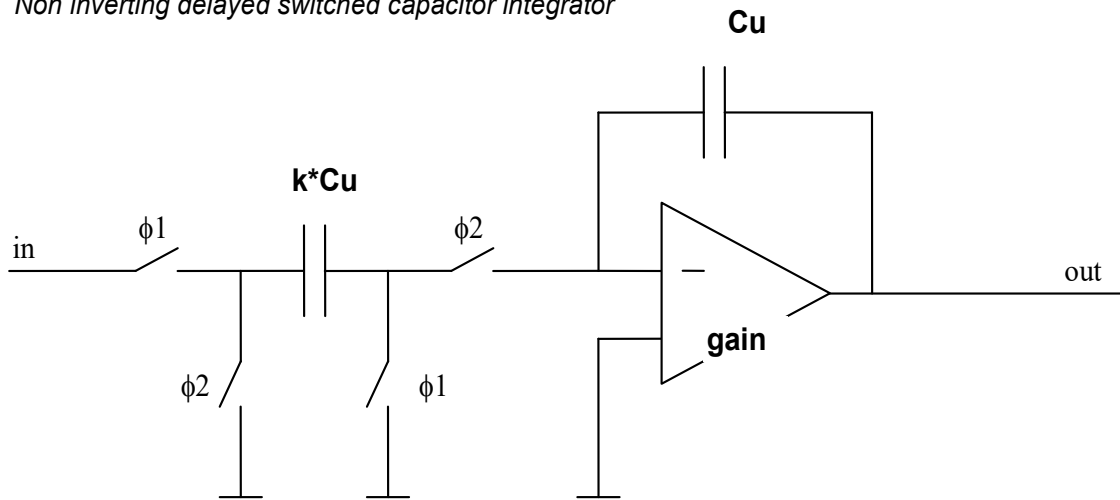 Non inverting delayed switched capacitor integrator
Cu
k*Cu
in
ϕ1
ϕ2
out
gain
ϕ2
ϕ1